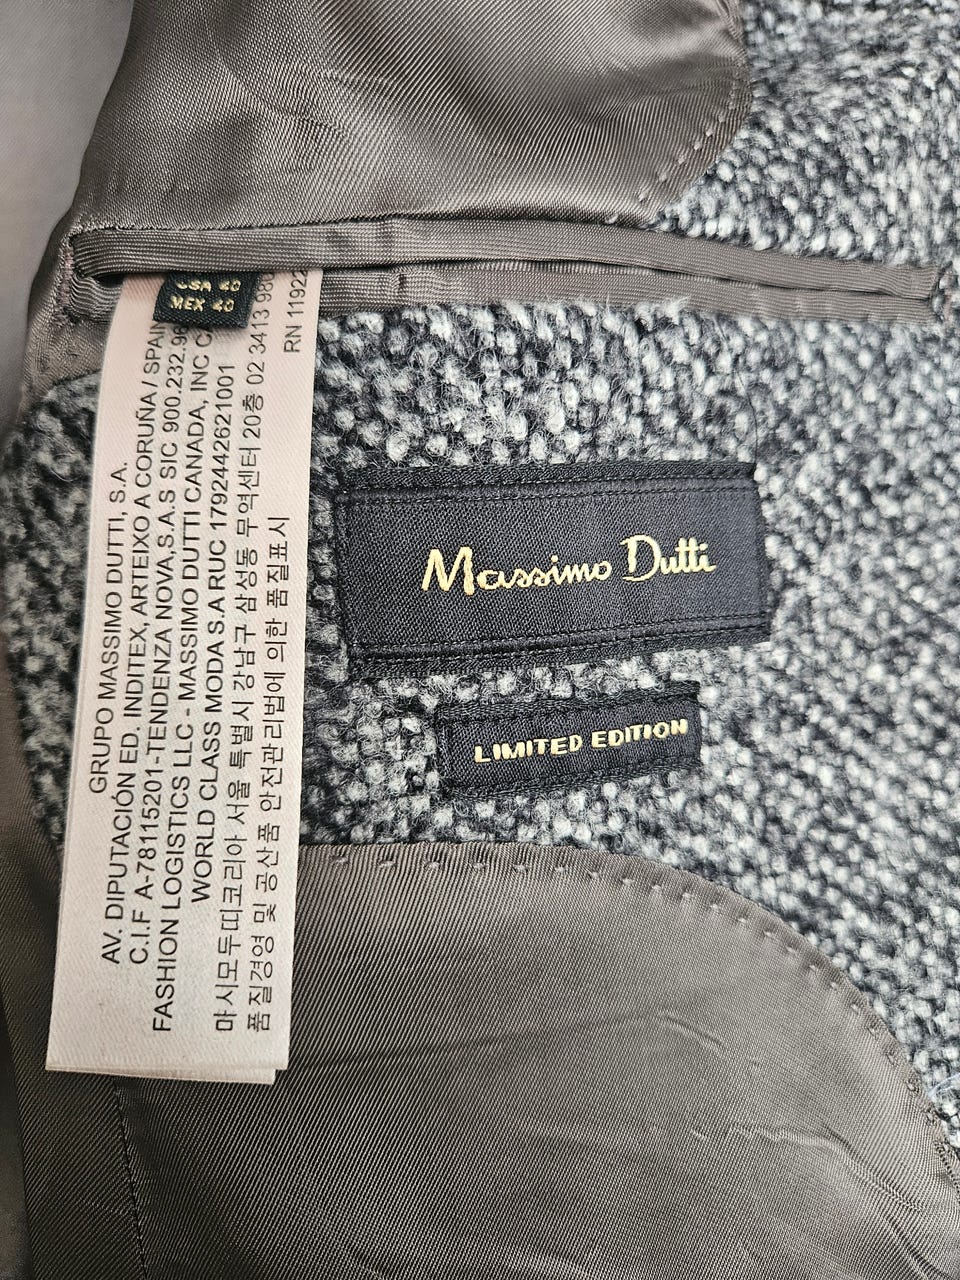 USA 40
MEX 40
Massimo Dutti
LIMITED EDITION
GRUPO MASSIMO DUTTI, S.A.
AV. DIPUTACIÓN ED. INDITEX, ARTEIXO A CORUÑA / SPAIN
C.I.F A-78115201-TENDENZA NOVA,S.A.S SIC 900.232.96
FASHION LOGISTICS LLC - MASSIMO DUTTI CANADA, INC
WORLD CLASS MODA S.A RUC 1792442621001
마시모두띠코리아 서울 특별시 강남구 삼성동 무역센터 20층 02 3413 980
품질경영 및 공산품 안전관리법에 의한 품질표시
RN 11922